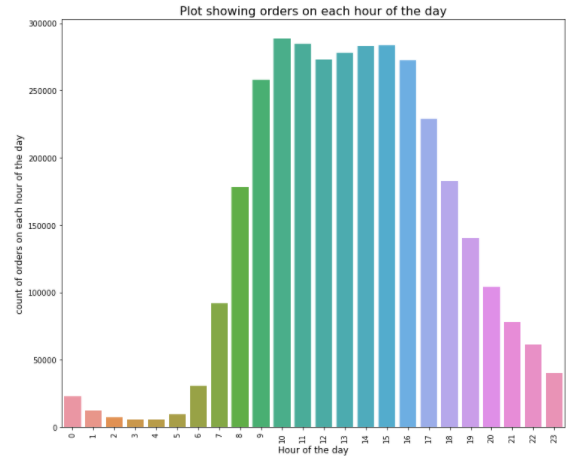 Plot showing orders on each hour of the day
count of orders on each hour of the day
300000
250000
200000
150000
100000
50000
0
0 1 2 3 4 5 6 7 8 9 10 11 12 13 14 15 16 17 18 19 20 21 22 23
Hour of the day